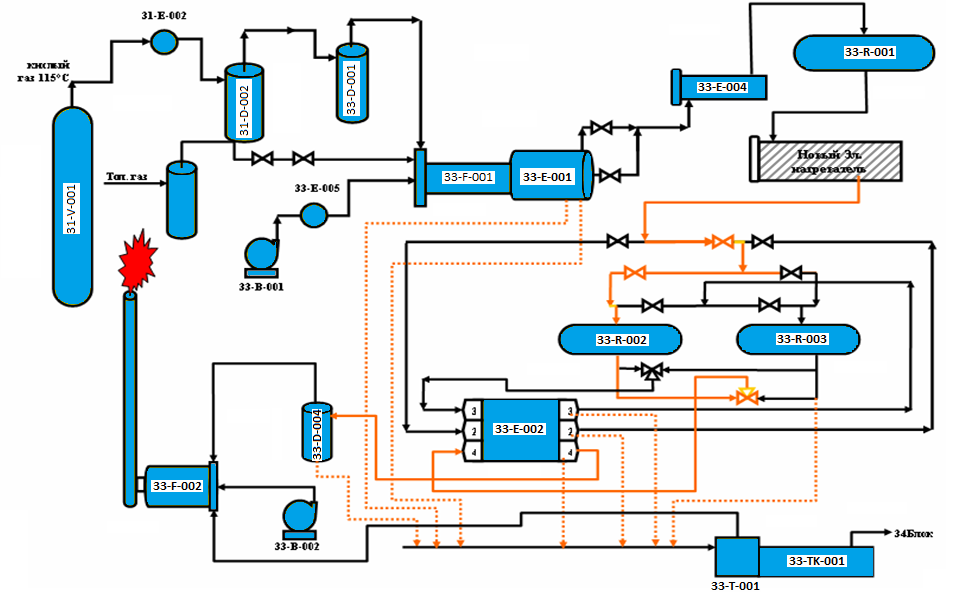 31-E-002
кислый
газ 115°С
31-V-001
31-D-002
33-D-001
33-E-004
33-R-001
Новый Эл.
нагреватель
Топ. газ
33-E-005
33-B-001
33-F-001
33-E-001
33-R-002
33-R-003
3
2
4
33-E-002
3
2
4
33-D-004
33-F-002
33-B-002
33-T-001
33-TK-001
34Блок